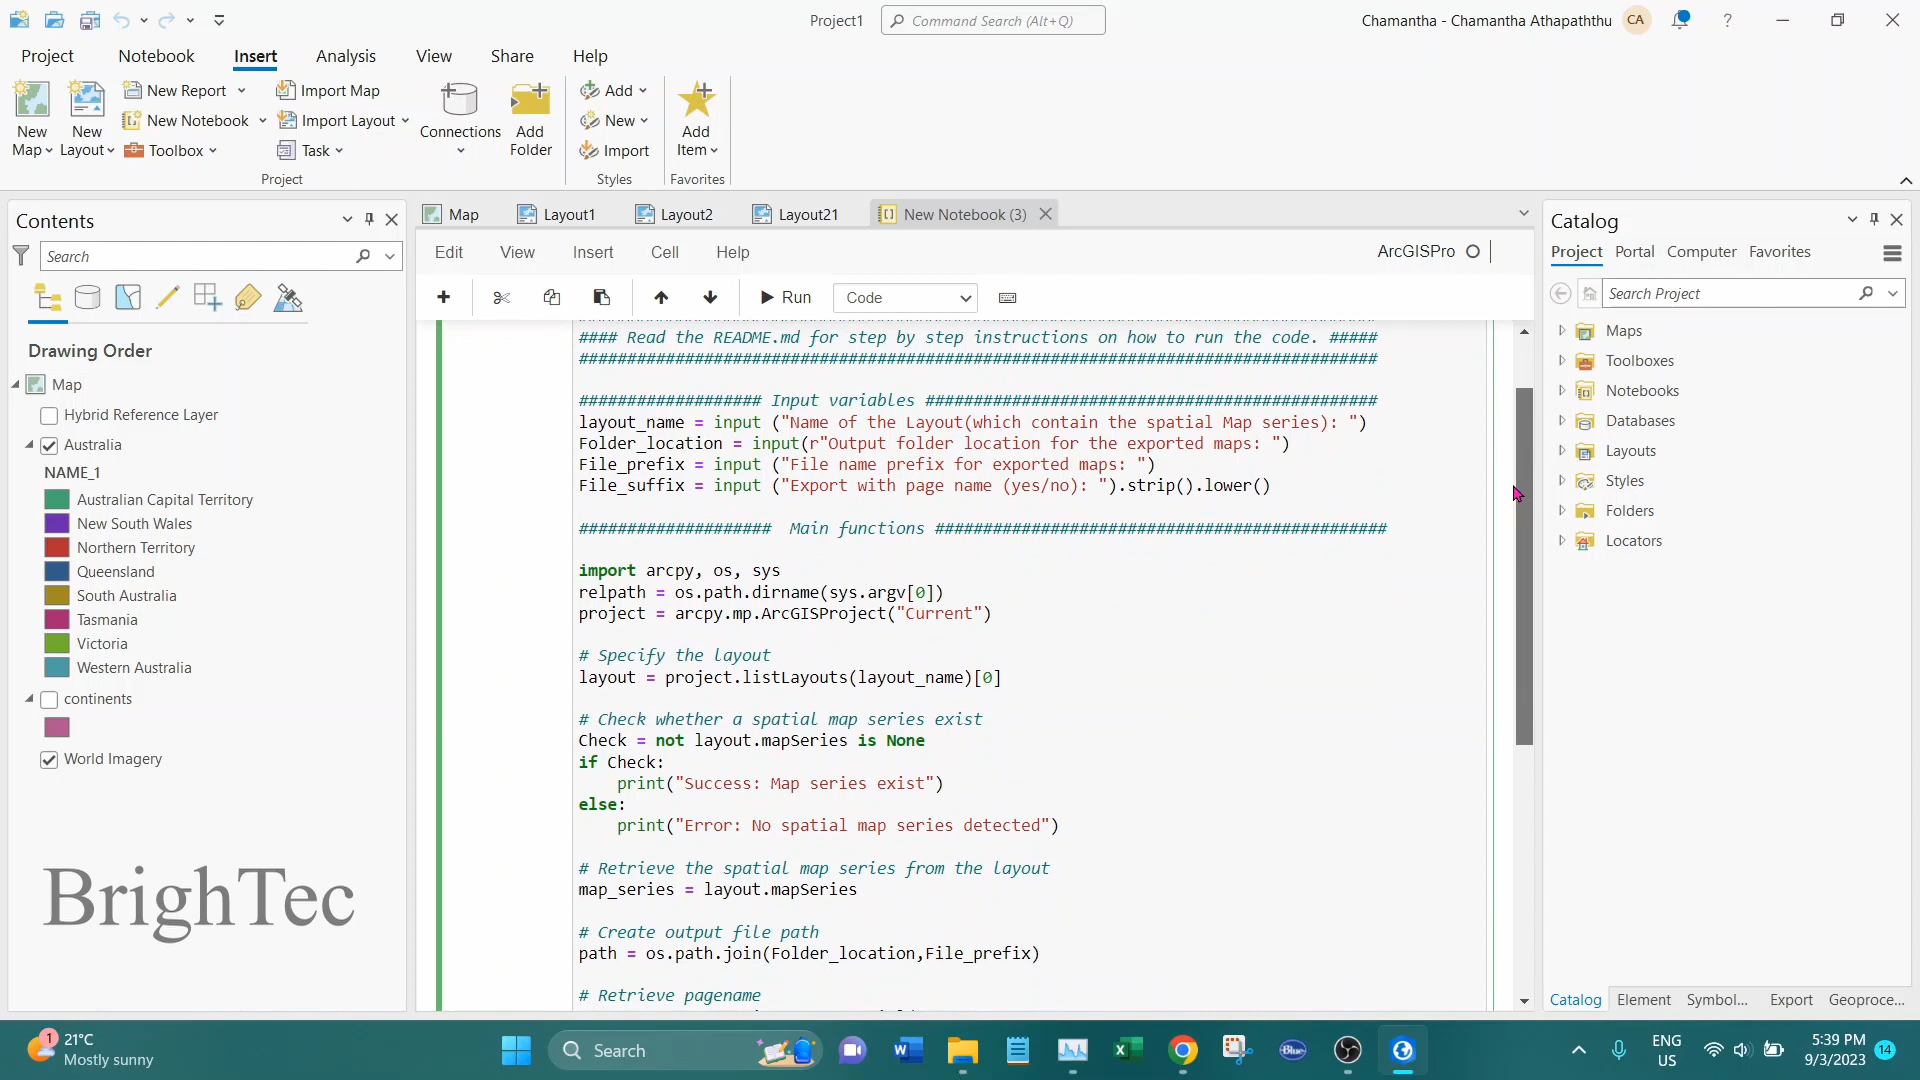 Project1
Command Search (Alt+Q)
Chamantha - Chamantha Athapaththu
CA
?
Project
Notebook
Insert
Analysis
View
Share
Help
New Map
New Layout
New Report
New Notebook
Toolbox
Import Map
Import Layout
Task
Connections
Add Folder
Add
New
Import
Add Item
Project
Styles
Favorites
Contents
Search
Drawing Order
Map
Hybrid Reference Layer
Australia
NAME_1
Australian Capital Territory
New South Wales
Northern Territory
Queensland
South Australia
Tasmania
Victoria
Western Australia
continents
World Imagery
BrighTec
Map
Layout1
Layout2
Layout21
New Notebook (3)
Edit
View
Insert
Cell
Help
ArcGISPro
Run
Code
#### Read the README.md for step by step instructions on how to run the code. #####
###################################################################################
################### Input variables ###############################################
layout_name = input ("Name of the Layout(which contain the spatial Map series): ")
Folder_location = input(r"Output folder location for the exported maps: ")
File_prefix = input ("File name prefix for exported maps: ")
File_suffix = input ("Export with page name (yes/no): ").strip().lower()
#################### Main functions ###############################################
import arcpy, os, sys
relpath = os.path.dirname(sys.argv[0])
project = arcpy.mp.ArcGISProject("Current")
# Specify the layout
layout = project.listLayouts(layout_name)[0]
# Check whether a spatial map series exist
Check = not layout.mapSeries is None
if Check:
    print("Success: Map series exist")
else:
    print("Error: No spatial map series detected")
# Retrieve the spatial map series from the layout
map_series = layout.mapSeries
# Create output file path
path = os.path.join(Folder_location,File_prefix)
# Retrieve pagename
Catalog
Project
Portal
Computer
Favorites
Search Project
Maps
Toolboxes
Notebooks
Databases
Layouts
Styles
Folders
Locators
Catalog
Element
Symbol...
Export
Geoproce...
1
21°C
Mostly sunny
Search
Blue
ENG
US
5:39 PM
9/3/2023
14